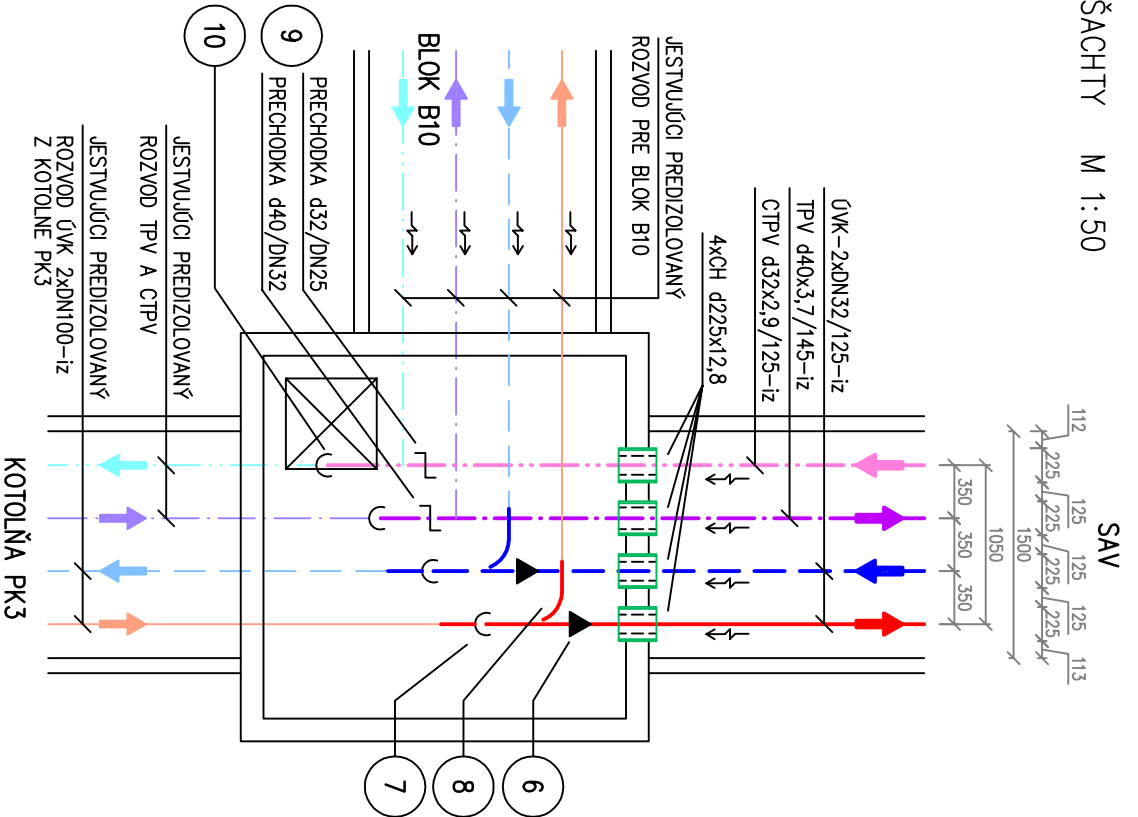 ŠACHTY M 1:50
SAV
112
225
125
225
125
225
125
225
113
1500
1050
350
350
350
ÚVK-2xDN32/125-iz
TPV d40x3,7/145-iz
CTPV d32x2,9/125-iz
4xCH d225x12,8
JESTVUJÚCI PREDIZOLOVANÝ
ROZVOD PRE BLOK B10
BLOK B10
PRECHODKA d32/DN25
9
PRECHODKA d40/DN32
10
JESTVUJÚCI PREDIZOLOVANÝ
ROZVOD TPV A CTPV
JESTVUJÚCI PREDIZOLOVANÝ
ROZVOD ÚVK 2xDN100-iz
Z KOTOLNE PK3
6
8
7
KOTOLŇA PK3